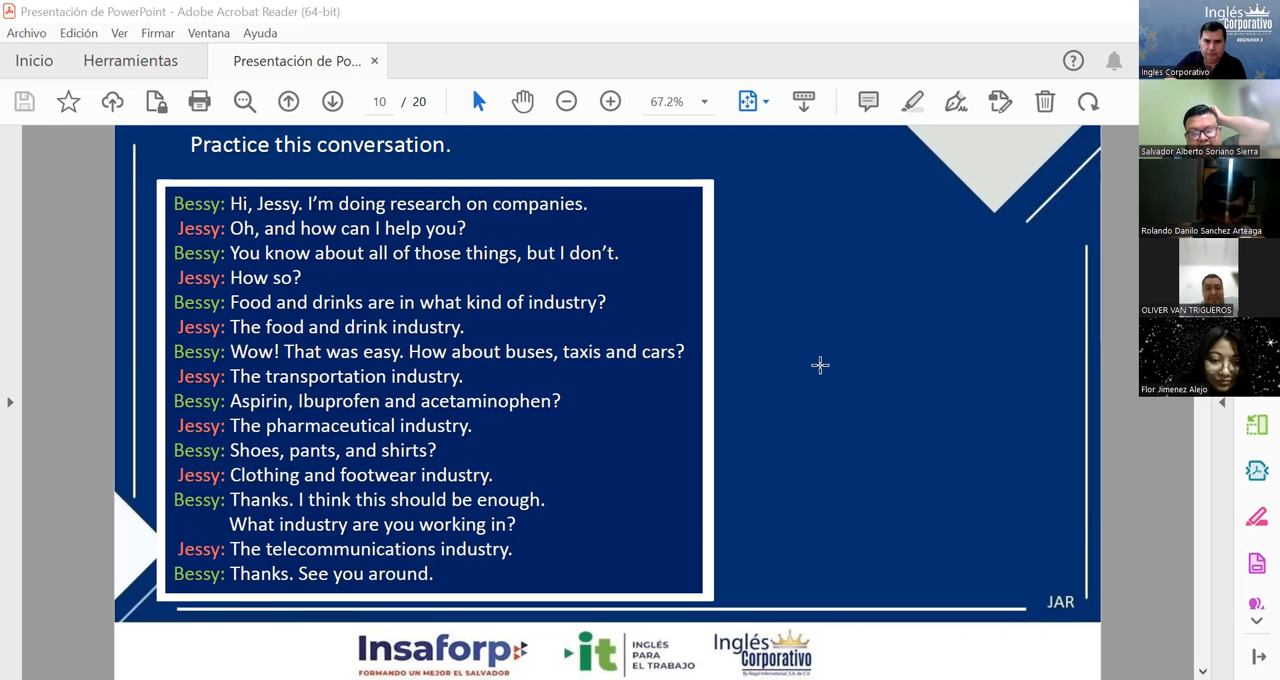 Presentación de PowerPoint - Adobe Acrobat Reader (64-bit)
Archivo Edición Ver Firmar Ventana Ayuda
Inicio Herramientas Presentación de Po... ×
10 / 20 67.2%
Practice this conversation.
Bessy: Hi, Jessy. I’m doing research on companies.
Jessy: Oh, and how can I help you?
Bessy: You know about all of those things, but I don’t.
Jessy: How so?
Bessy: Food and drinks are in what kind of industry?
Jessy: The food and drink industry.
Bessy: Wow! That was easy. How about buses, taxis and cars?
Jessy: The transportation industry.
Bessy: Aspirin, Ibuprofen and acetaminophen?
Jessy: The pharmaceutical industry.
Bessy: Shoes, pants, and shirts?
Jessy: Clothing and footwear industry.
Bessy: Thanks. I think this should be enough.
What industry are you working in?
Jessy: The telecommunications industry.
Bessy: Thanks. See you around.
JAR
Insaforp
FORMANDO UN MEJOR EL SALVADOR
it
INGLÉS
PARA
EL TRABAJO
Inglés
Corporativo
By Regal International, S.A. de C.V.
Inglés
Corporativo
BEGINNER 3
Ingles Corporativo
Salvador Alberto Soriano Sierra
Rolando Danilo Sanchez Arteaga
OLIVER VAN TRIGUEROS
Flor Jimenez Alejo